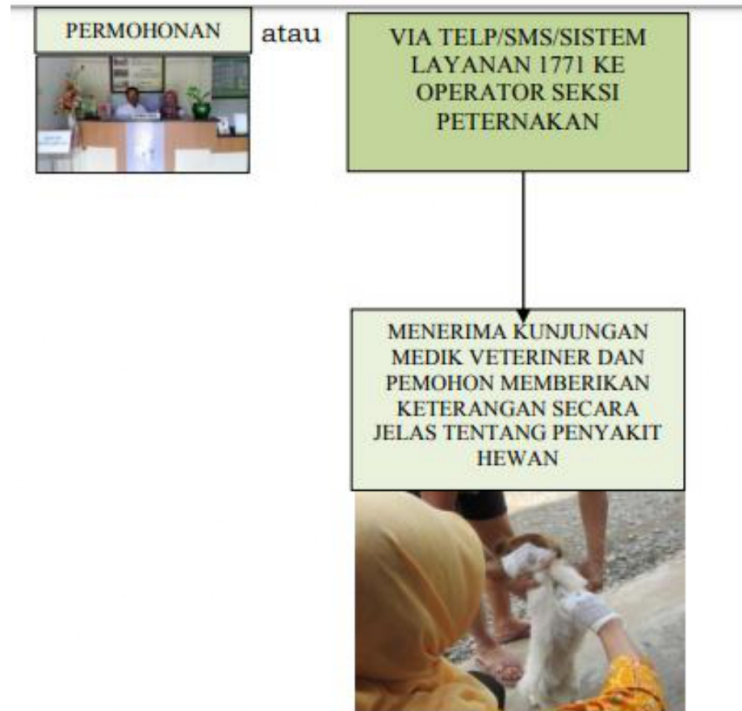 PERMOHONAN
atau
VIA TELP/SMS/SISTEM
LAYANAN 1771 KE
OPERATOR SEKSI
PETERNAKAN
MENERIMA KUNJUNGAN
MEDIK VETERINER DAN
PEMOHON MEMBERIKAN
KETERANGAN SECARA
JELAS TENTANG PENYAKIT
HEWAN